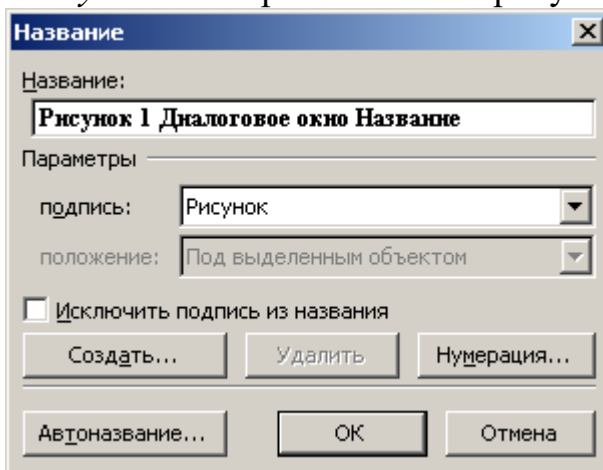 Название
Название:
Рисунок 1 Диалоговое окно Название
Параметры
подпись: Рисунок
положение: Под выделенным объектом
Исключить подпись из названия
Создать... Удалить Нумерация...
Автоназвание... ОК Отмена